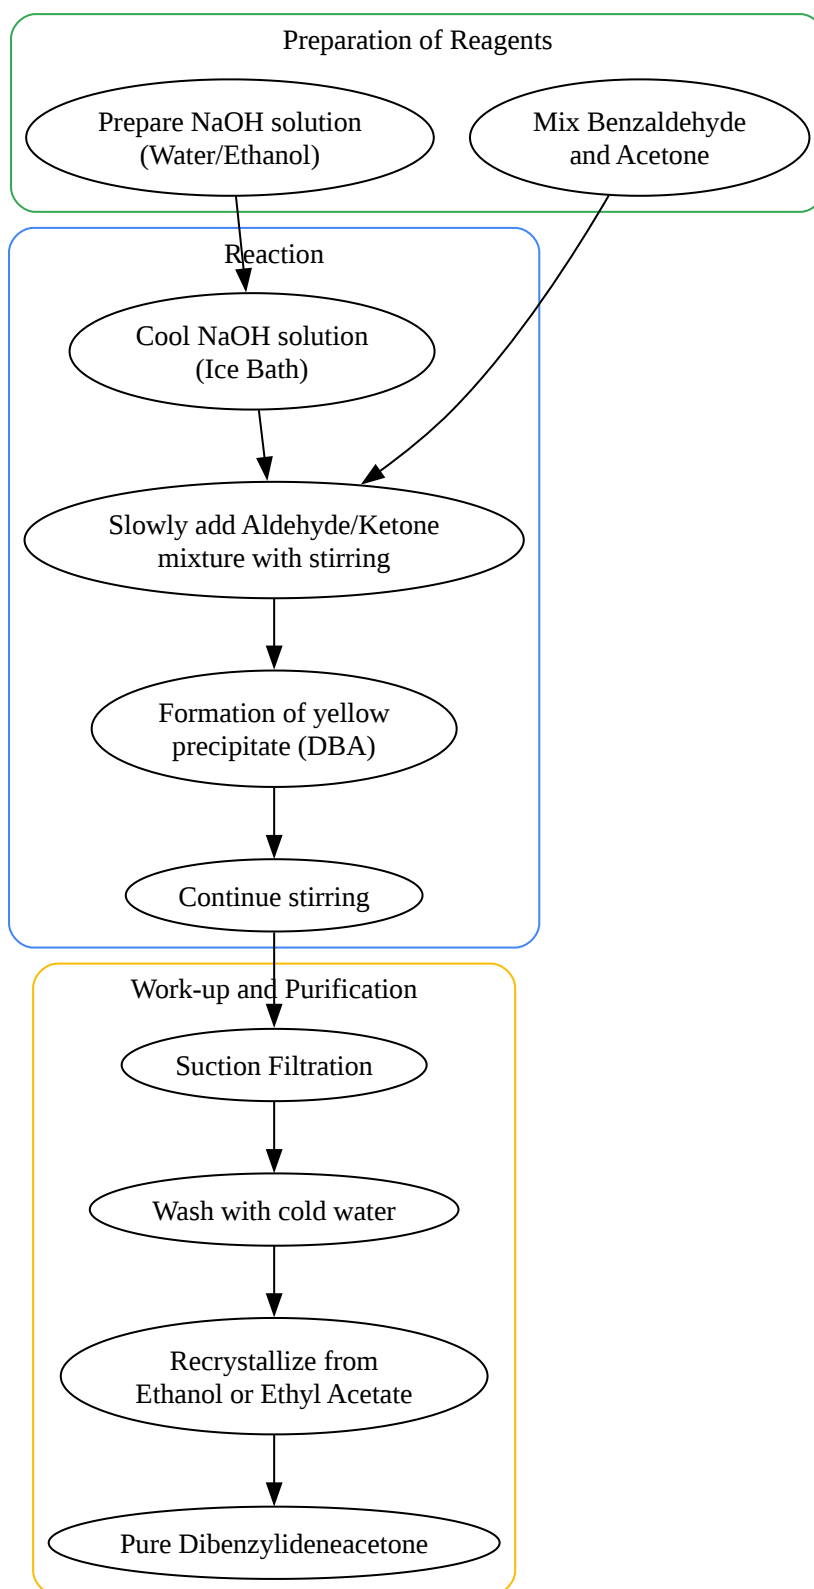 Preparation of Reagents
Prepare NaOH solution
(Water/Ethanol)
Mix Benzaldehyde
and Acetone
Reaction
Cool NaOH solution
(Ice Bath)
Slowly add Aldehyde/Ketone
mixture with stirring
Formation of yellow
precipitate (DBA)
Continue stirring
Work-up and Purification
Suction Filtration
Wash with cold water
Recrystallize from
Ethanol or Ethyl Acetate
Pure Dibenzylideneacetone